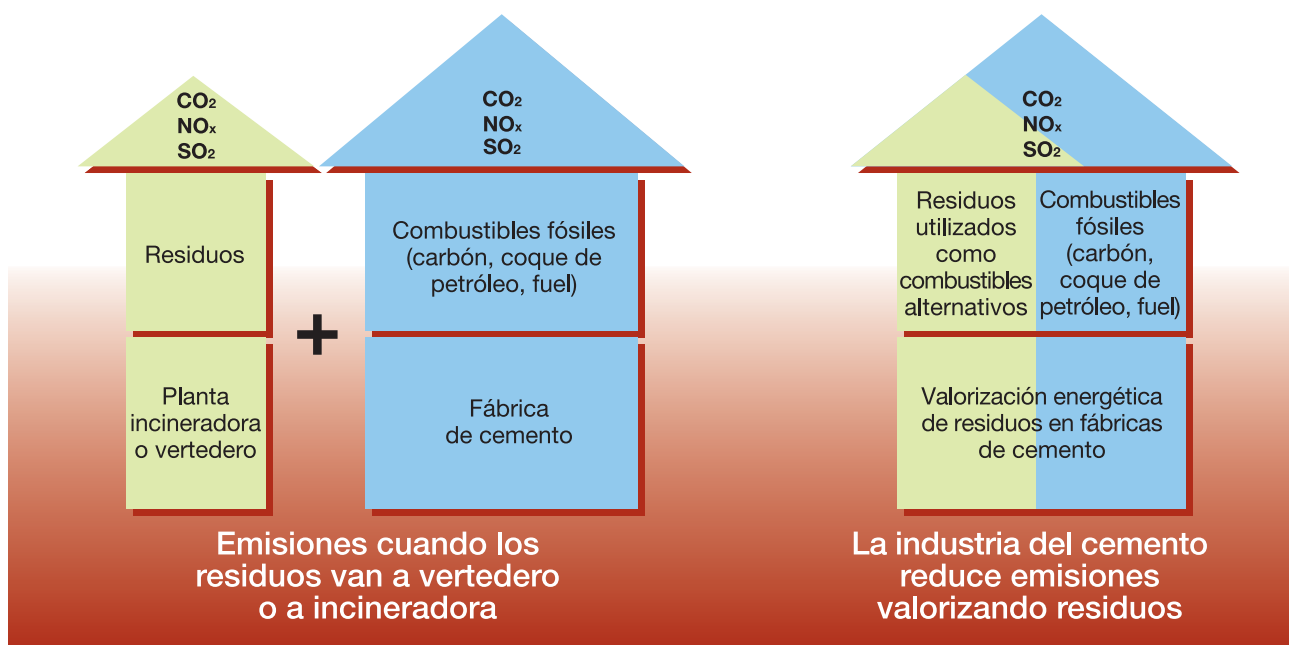 CO₂
NOₓ
SO₂
Residuos
Planta
incineradora
o vertedero
+
CO₂
NOₓ
SO₂
Combustibles fósiles
(carbón, coque de
petróleo, fuel)
Fábrica
de cemento
Emisiones cuando los
residuos van a vertedero
o a incineradora
CO₂
NOₓ
SO₂
Residuos
utilizados
como
combustibles
alternativos
Combustibles
fósiles
(carbón,
coque de
petróleo, fuel)
Valorización energética
de residuos en fábricas
de cemento
La industria del cemento
reduce emisiones
valorizando residuos